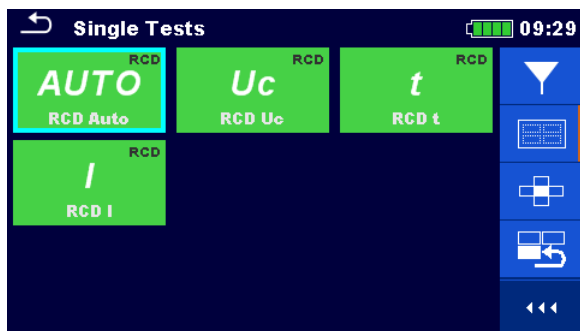 Single Tests 09:29
RCD RCD RCD
AUTO Uc t
RCD Auto RCD Uc RCD t
RCD
I
RCD I